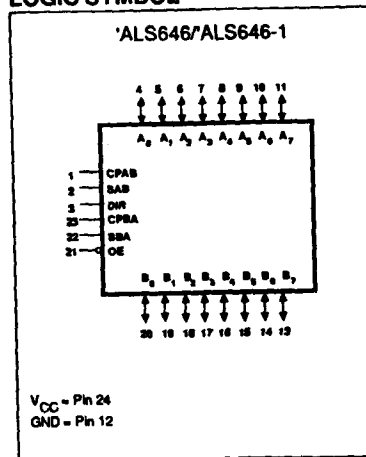 LOGIC SYMBOL
'ALS646/'ALS646-1
4 5 6 7 8 9 10 11
A0 A1 A2 A3 A4 A5 A6 A7
1 CPAB
2 SAB
3 DIR
23 CPBA
22 SBA
21 OE
B0 B1 B2 B3 B4 B5 B6 B7
20 19 18 17 16 15 14 13
VCC = Pin 24
GND = Pin 12